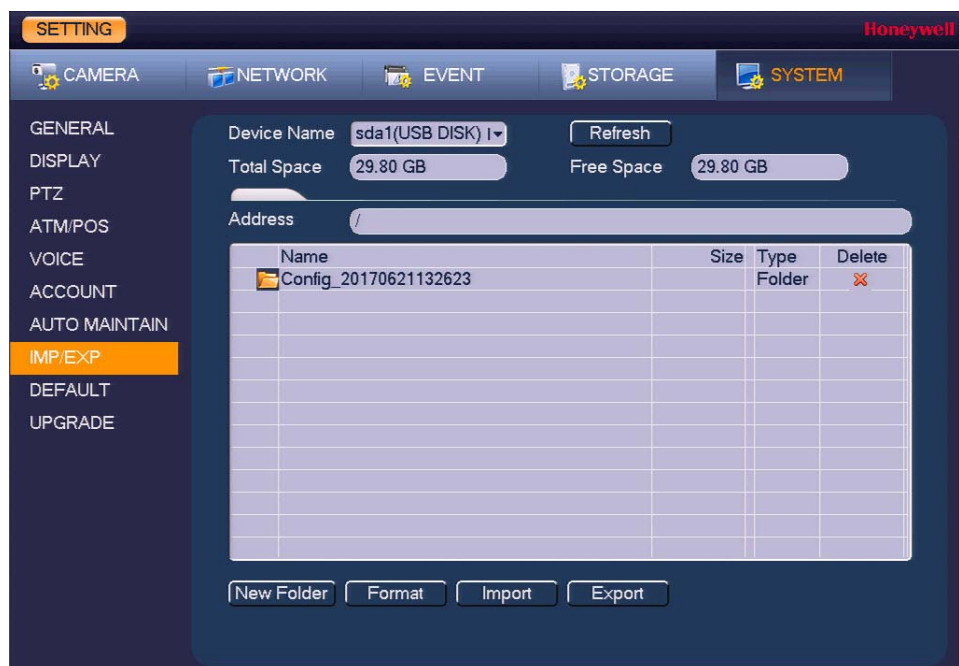 SETTING
Honeywell
CAMERA NETWORK EVENT STORAGE SYSTEM
GENERAL
DISPLAY
PTZ
ATM/POS
VOICE
ACCOUNT
AUTO MAINTAIN
IMP/EXP
DEFAULT
UPGRADE
Device Name sda1(USB DISK) Refresh
Total Space 29.80 GB Free Space 29.80 GB
Address /
Name Size Type Delete
Config_20170621132623 Folder
New Folder Format Import Export